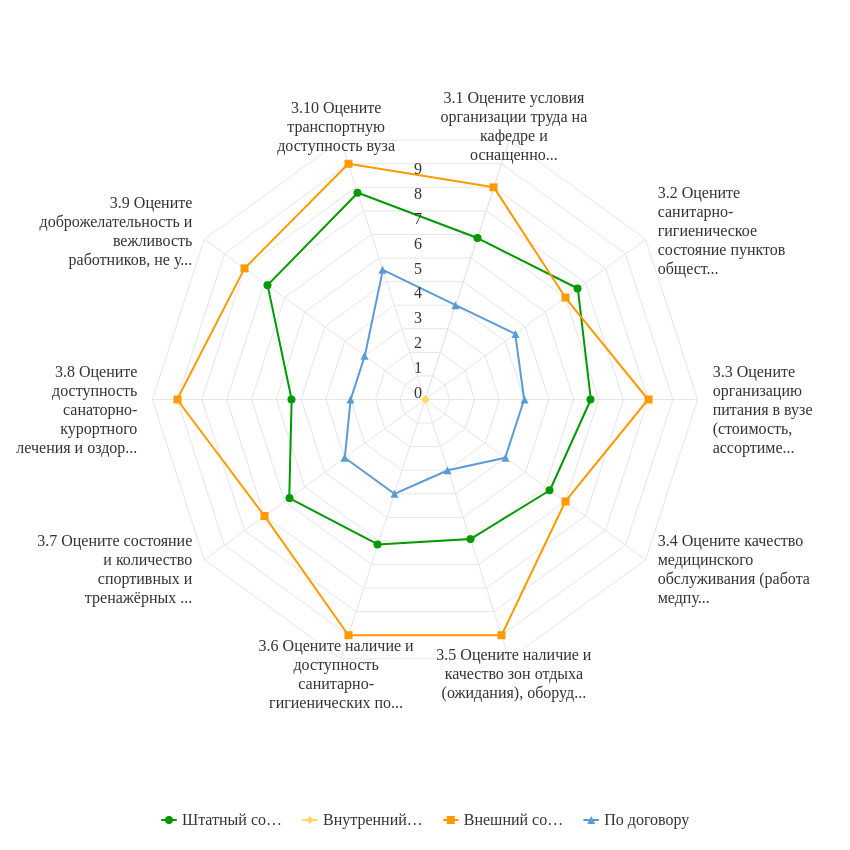 3.10 Оцените
транспортную
доступность вуза
3.1 Оцените условия
организации труда на
кафедре и
оснащенно...
3.9 Оцените
доброжелательность и
вежливость
работников, не у...
3.2 Оцените
санитарно-
гигиеническое
состояние пунктов
общест...
9
8
7
6
5
4
3
2
1
0
3.8 Оцените
доступность
санаторно-
курортного
лечения и оздор...
3.3 Оцените
организацию
питания в вузе
(стоимость,
ассортиме...
3.7 Оцените состояние
и количество
спортивных и
тренажёрных ...
3.4 Оцените качество
медицинского
обслуживания (работа
медпу...
3.6 Оцените наличие и
доступность
санитарно-
гигиенических по...
3.5 Оцените наличие и
качество зон отдыха
(ожидания), оборуд...
Штатный со… Внутренний… Внешний со… По договору